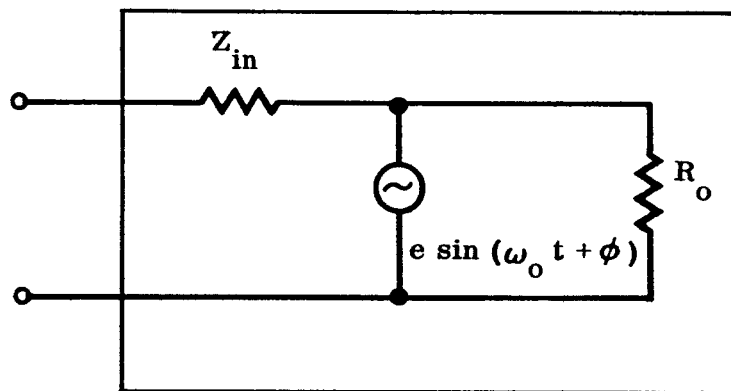 Z_in
R_o
e sin (ω_o t + ϕ)